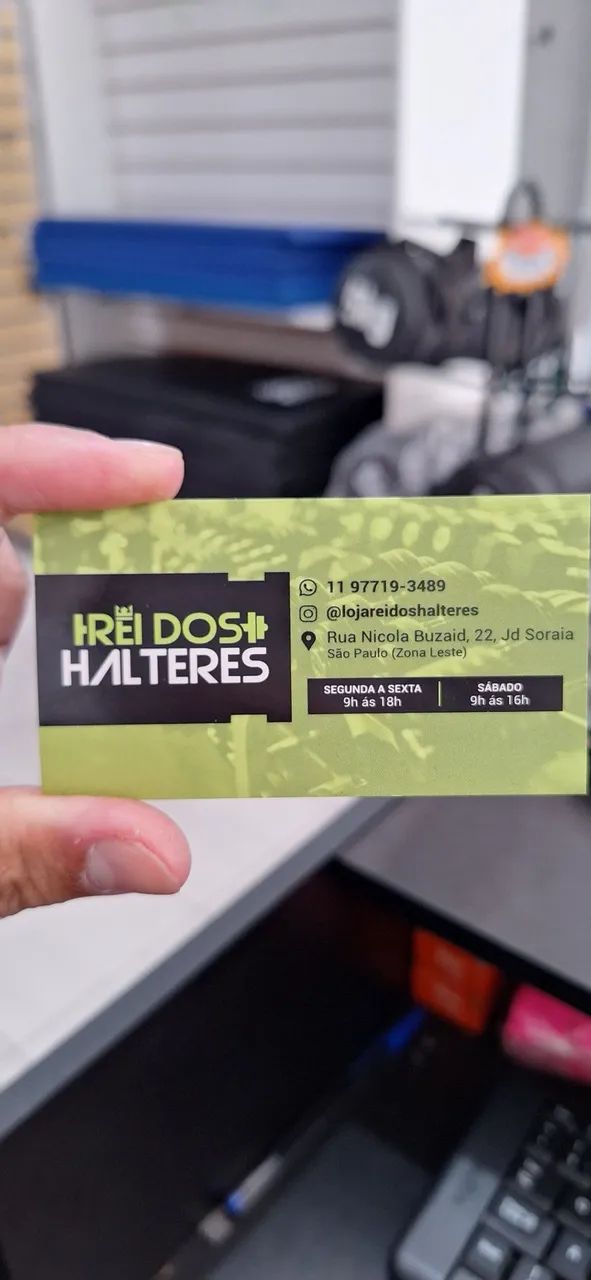 REI DOS
HALTERES
11 97719-3489
@lojareidoshalteres
Rua Nicola Buzaid, 22, Jd Soraia
São Paulo (Zona Leste)
SEGUNDA A SEXTA
9h ás 18h
SÁBADO
9h ás 16h